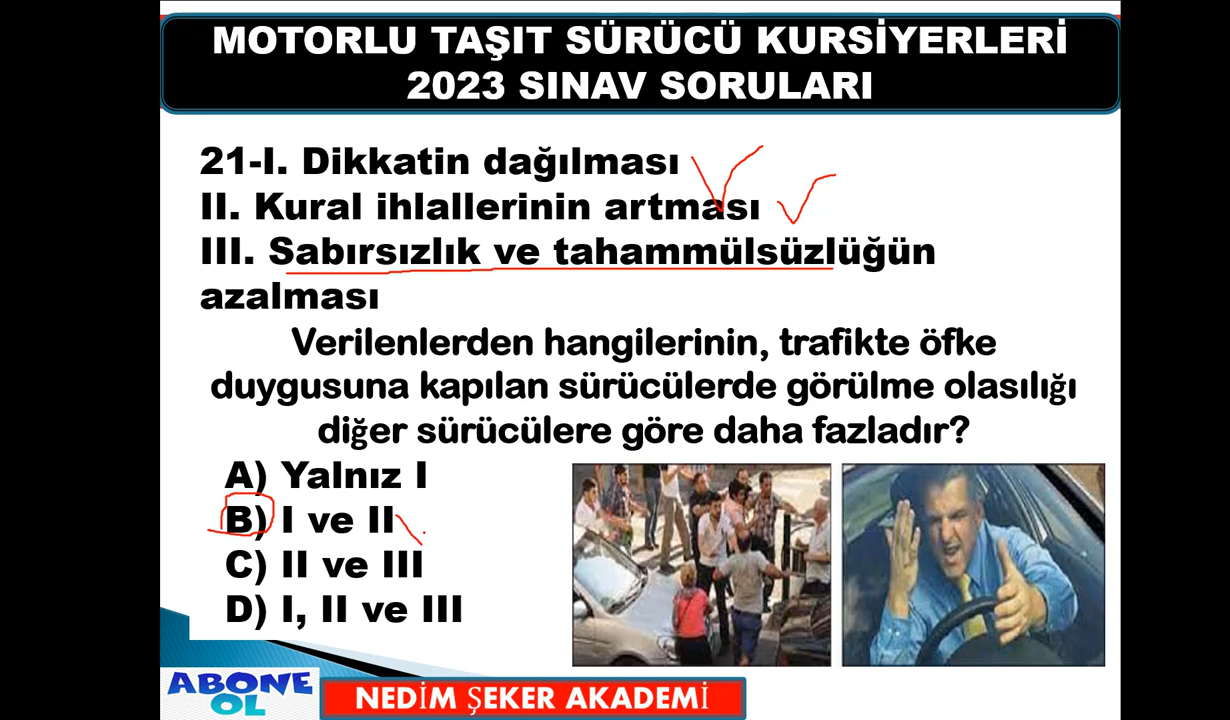 MOTORLU TAŞIT SÜRÜCÜ KURSİYERLERİ
2023 SINAV SORULARI
21-I. Dikkatin dağılması
II. Kural ihlallerinin artması
III. Sabırsızlık ve tahammülsüzlüğün
azalması
Verilenlerden hangilerinin, trafikte öfke
duygusuna kapılan sürücülerde görülme olasılığı
diğer sürücülere göre daha fazladır?
A) Yalnız I
B) I ve II
C) II ve III
D) I, II ve III
ABONE
OL
NEDİM ŞEKER AKADEMİ